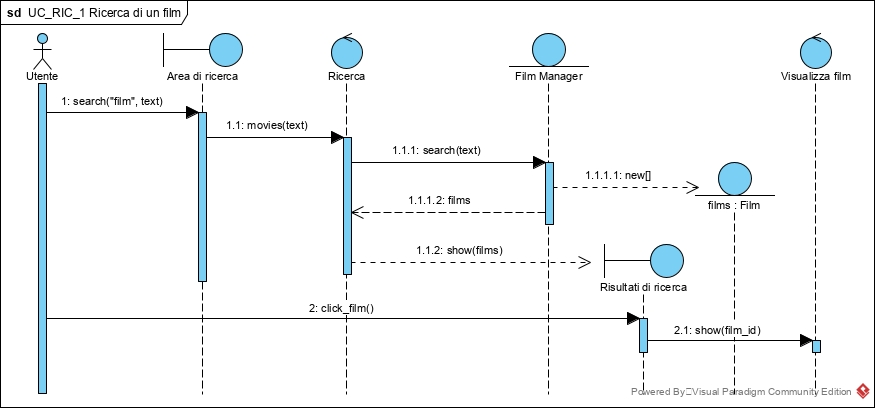 sd UC_RIC_1 Ricerca di un film
Utente
Area di ricerca
Ricerca
Film Manager
Visualizza film
1: search("film", text)
1.1: movies(text)
1.1.1: search(text)
1.1.1.1: new[]
films : Film
1.1.1.2: films
1.1.2: show(films)
Risultati di ricerca
2: click_film()
2.1: show(film_id)
Powered By Visual Paradigm Community Edition